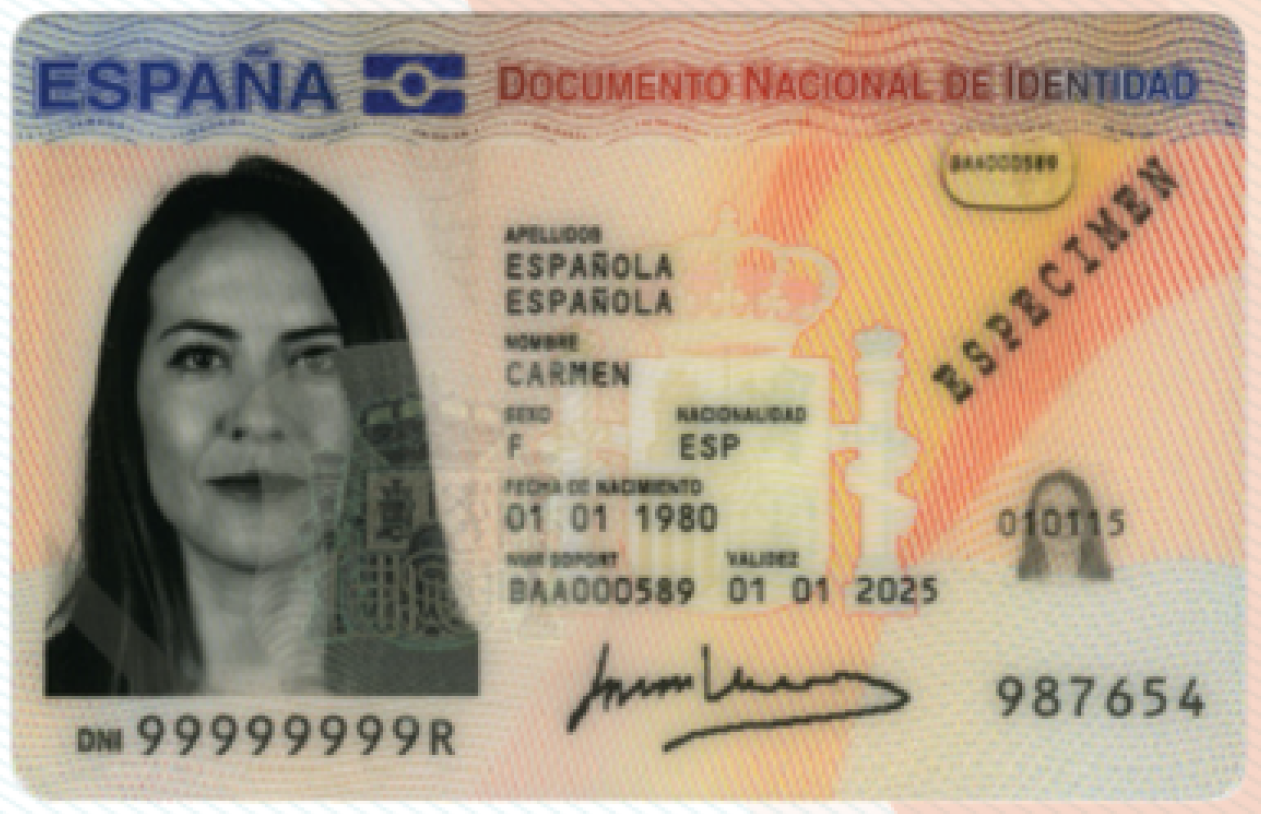 ESPAÑA DOCUMENTO NACIONAL DE IDENTIDAD
BAA000589
ESPECIMEN
APELLIDOS
ESPAÑOLA
ESPAÑOLA
NOMBRE
CARMEN
SEXO NACIONALIDAD
F ESP
FECHA DE NACIMIENTO
01 01 1980
010115
NUM SOPORT VALIDEZ
BAA000589 01 01 2025
987654
DNI 99999999R